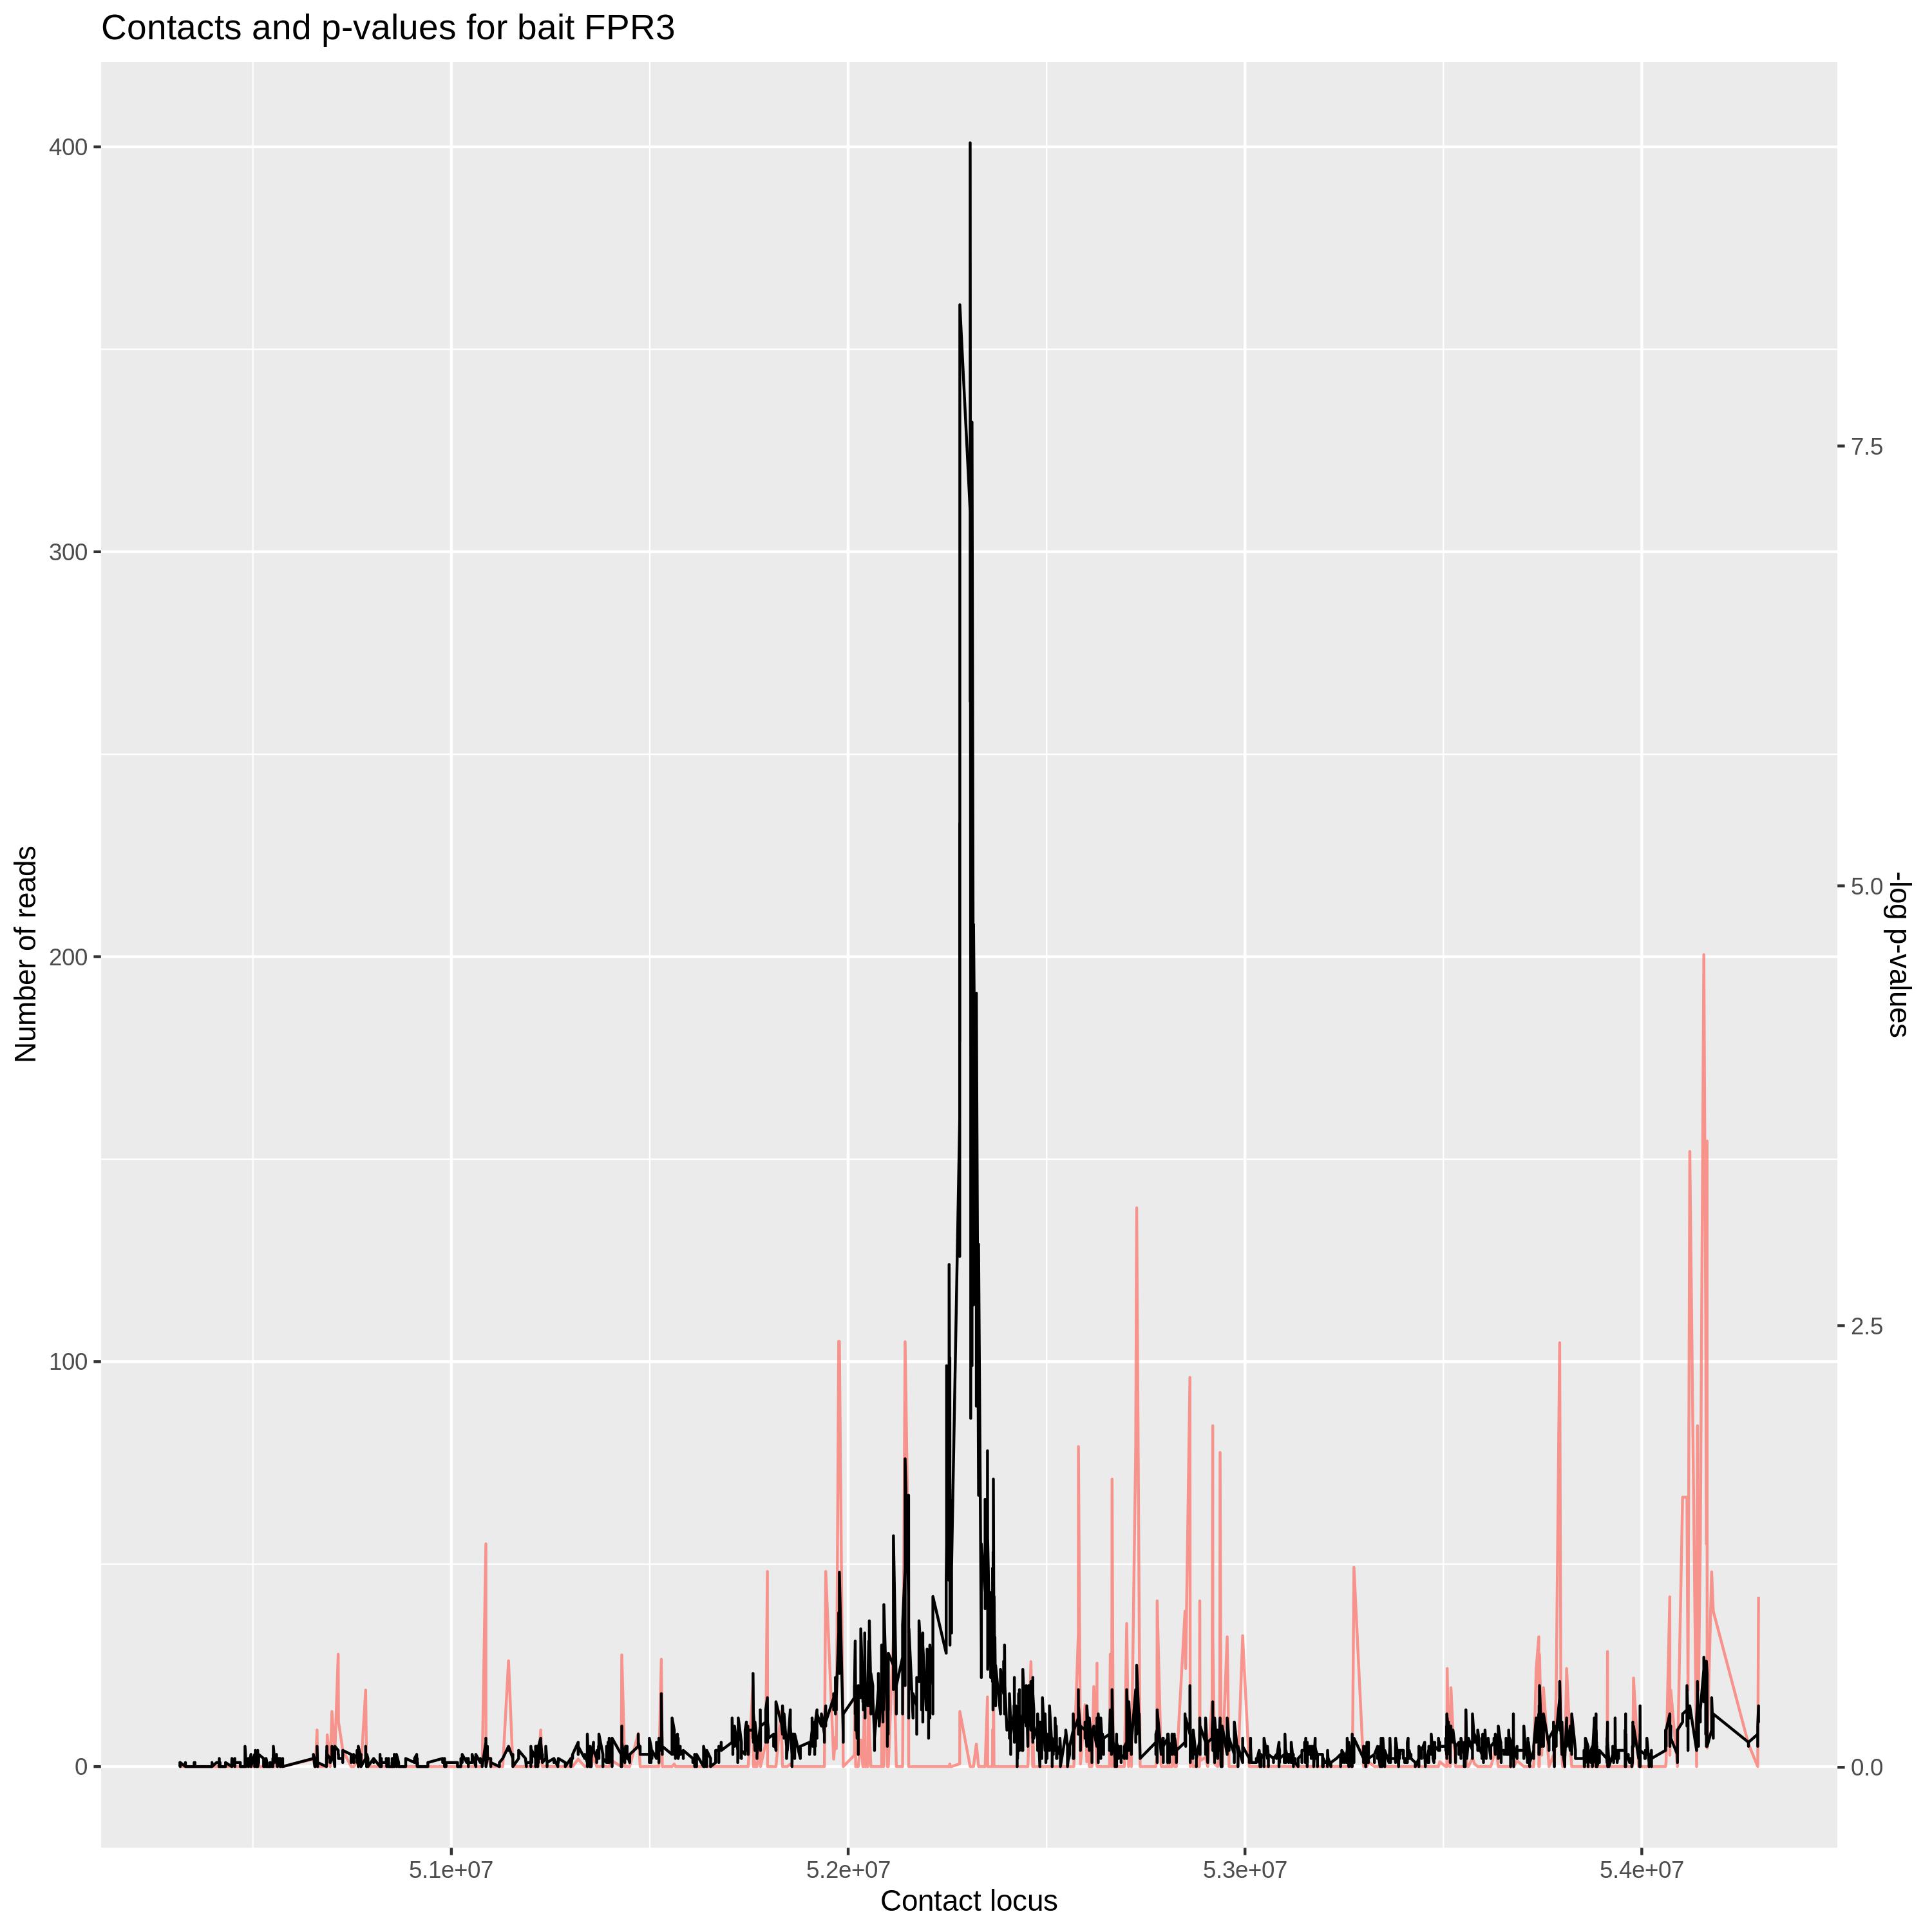 Contacts and p-values for bait FPR3
400
300
200
100
0
Number of reads
7.5
5.0
2.5
0.0
-log p-values
5.1e+07
5.2e+07
5.3e+07
5.4e+07
Contact locus